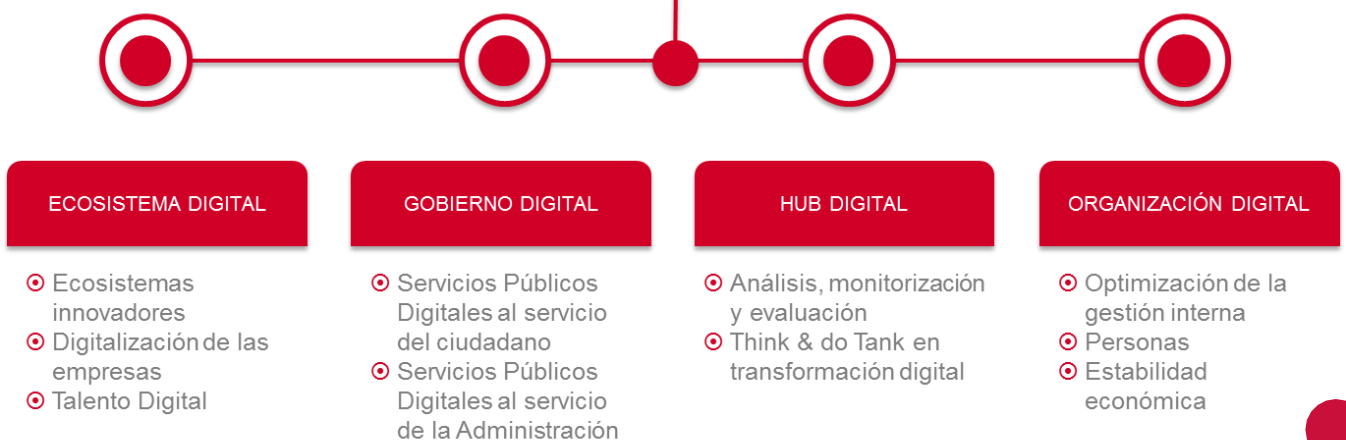 ECOSISTEMA DIGITAL
Ecosistemas
innovadores
Digitalización de las
empresas
Talento Digital
GOBIERNO DIGITAL
Servicios Públicos
Digitales al servicio
del ciudadano
Servicios Públicos
Digitales al servicio
de la Administración
HUB DIGITAL
Análisis, monitorización
y evaluación
Think & do Tank en
transformación digital
ORGANIZACIÓN DIGITAL
Optimización de la
gestión interna
Personas
Estabilidad
económica